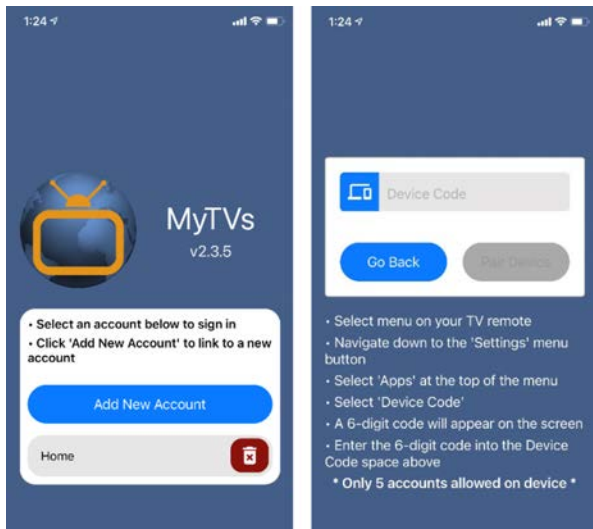 1:24
MyTVs
v2.3.5
• Select an account below to sign in
• Click 'Add New Account' to link to a new
account
Add New Account
Home
1:24
Device Code
Go Back
Pair Device
• Select menu on your TV remote
• Navigate down to the 'Settings' menu
button
• Select 'Apps' at the top of the menu
• Select 'Device Code'
• A 6-digit code will appear on the screen
• Enter the 6-digit code into the Device
Code space above
* Only 5 accounts allowed on device *